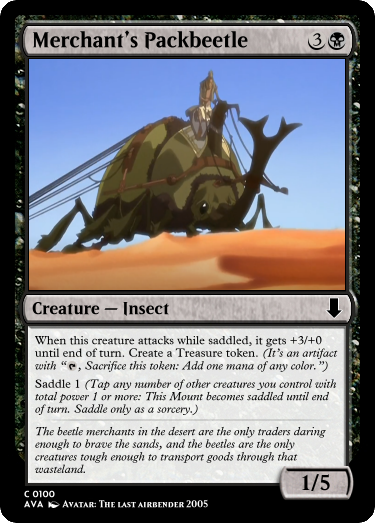 Merchant's Packbeetle 3
Creature — Insect
When this creature attacks while saddled, it gets +3/+0
until end of turn. Create a Treasure token. (It's an artifact
with “, Sacrifice this token: Add one mana of any color.”)
Saddle 1 (Tap any number of other creatures you control with
total power 1 or more: This Mount becomes saddled until end
of turn. Saddle only as a sorcery.)
The beetle merchants in the desert are the only traders daring
enough to brave the sands, and the beetles are the only
creatures tough enough to transport goods through that
wasteland.
1/5
C 0100
AVA Avatar: The last airbender 2005